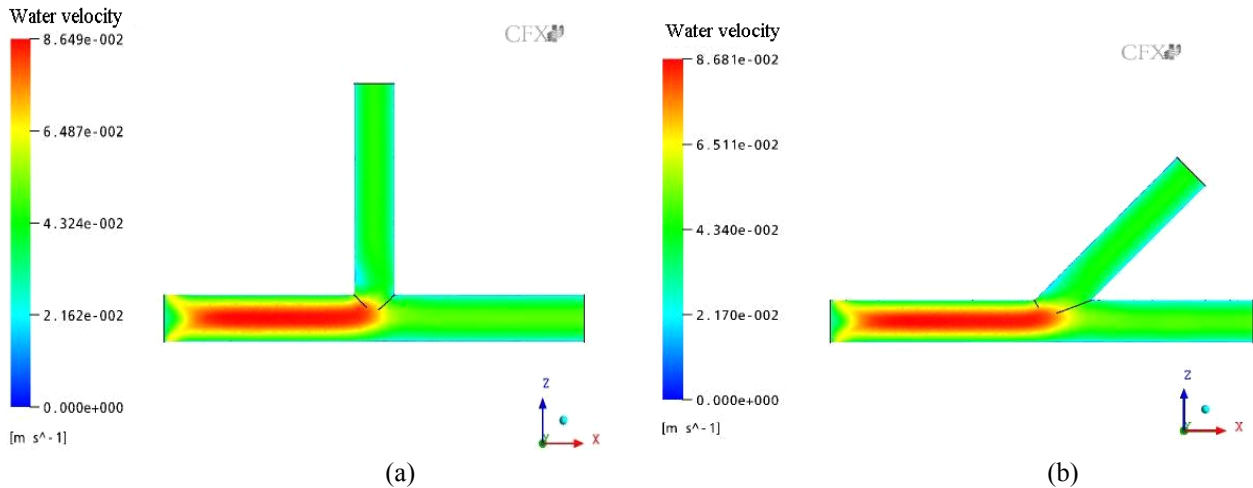 Water velocity
8.649e-002
6.487e-002
4.324e-002
2.162e-002
0.000e+000
[m s^-1]
CFX
Z
Y
X
(a)
Water velocity
8.681e-002
6.511e-002
4.340e-002
2.170e-002
0.000e+000
[m s^-1]
CFX
Z
Y
X
(b)